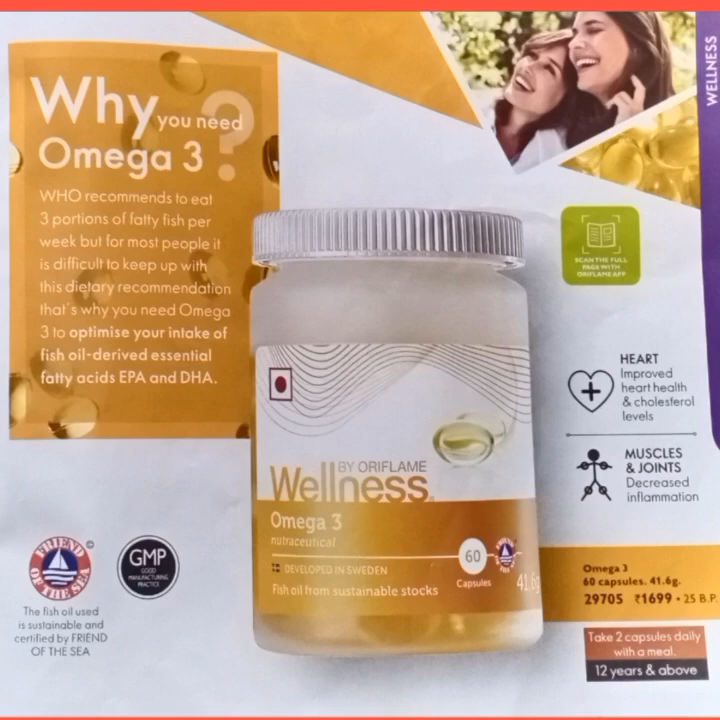 WELLNESS
Why you need
Omega 3 ?
WHO recommends to eat
3 portions of fatty fish per
week but for most people it
is difficult to keep up with
this dietary recommendation
that's why you need Omega
3 to optimise your intake of
fish oil-derived essential
fatty acids EPA and DHA.
SCAN THE FULL
PAGE WITH
ORIFLAME APP
HEART
Improved
heart health
& cholesterol
levels
MUSCLES
& JOINTS
Decreased
inflammation
BY ORIFLAME
Wellness
Omega 3
nutraceutical
DEVELOPED IN SWEDEN
Fish oil from sustainable stocks
60
Capsules
41.6g
FRIEND
OF THE SEA
©
GMP
GOOD
MANUFACTURING
PRACTICE
The fish oil used
is sustainable and
certified by FRIEND
OF THE SEA
Omega 3
60 capsules. 41.6g.
29705 ₹1699 • 25 B.P.
Take 2 capsules daily
with a meal.
12 years & above